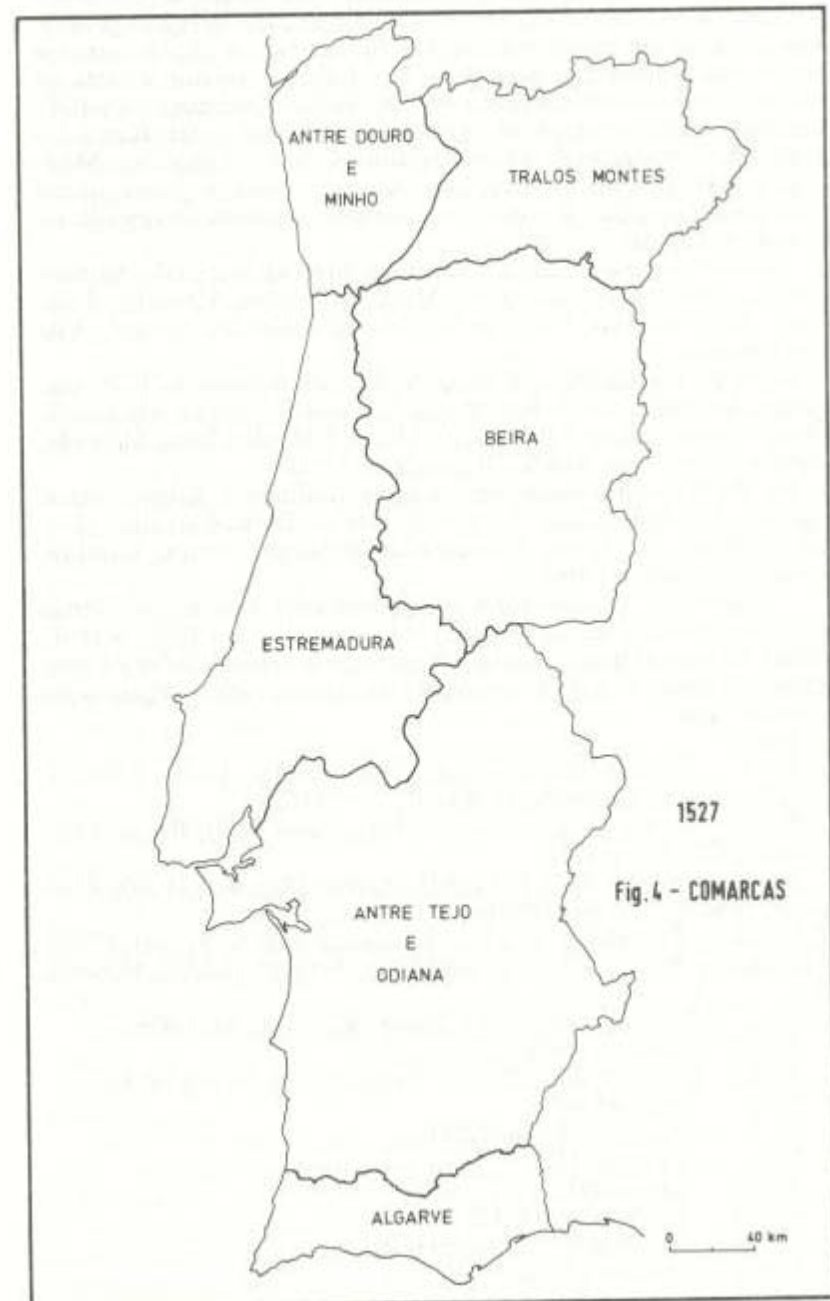 ANTRE DOURO
E
MINHO
TRALOS MONTES
BEIRA
ESTREMADURA
1527
Fig. 4 - COMARCAS
ANTRE TEJO
E
ODIANA
ALGARVE
0 40 km